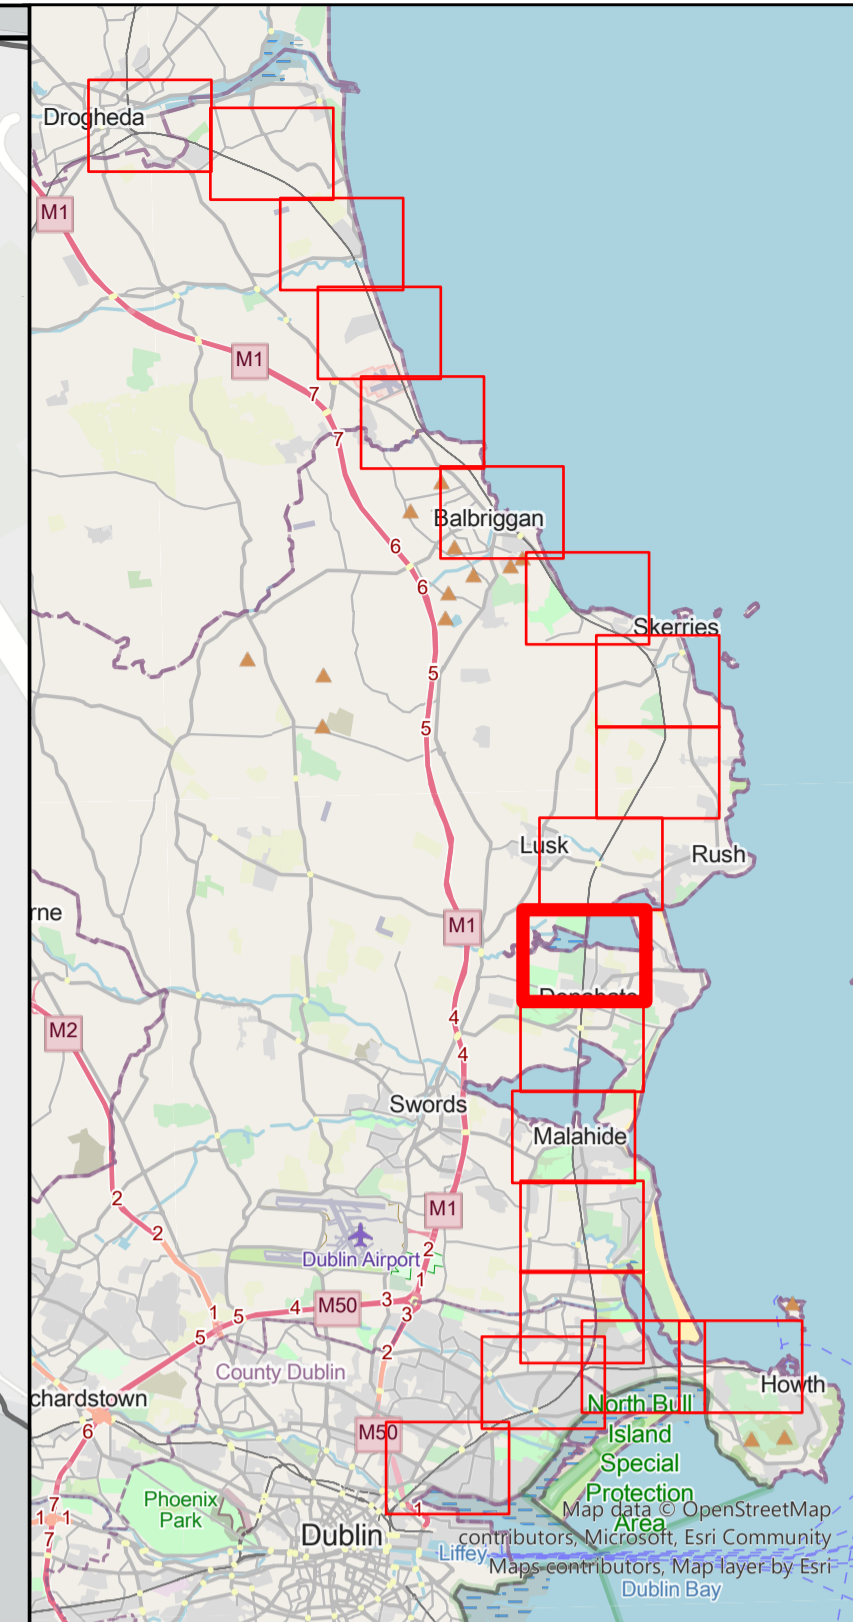 Drogheda
M1
M1
7
7
Balbriggan
6
6
Skerries
5
5
Lusk
Rush
rne
M1
Donabate
M2
4
4
Swords
Malahide
2
2
M1
Dublin Airport
2
1
M50
3
3
4
5
5
1
2
County Dublin
chardstown
Howth
6
M50
North Bull
Island
Special
Protection
Area
Phoenix
Park
7
1 1
7
1
Dublin
Liffey
Map data © OpenStreetMap
contributors, Microsoft, Esri Community
Maps contributors, Map layer by Esri
Dublin Bay